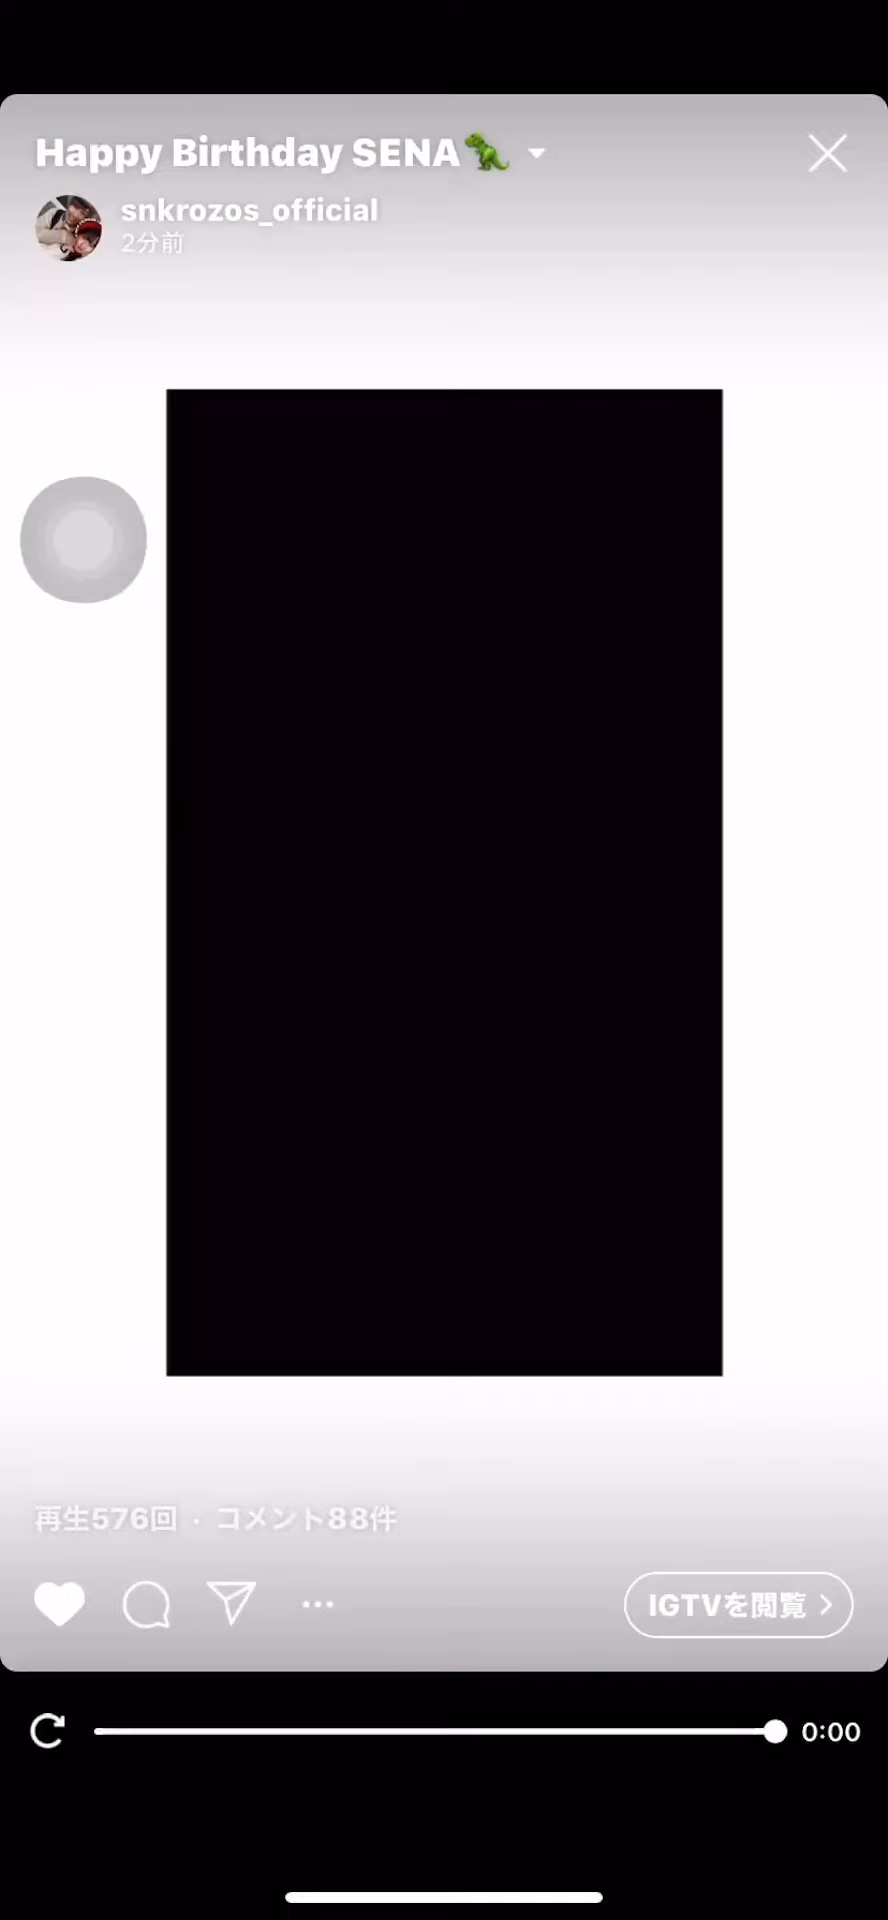 Happy Birthday SENA🦖
snkrozos_official
2分前
再生576回 · コメント88件
IGTVを閲覧
0:00